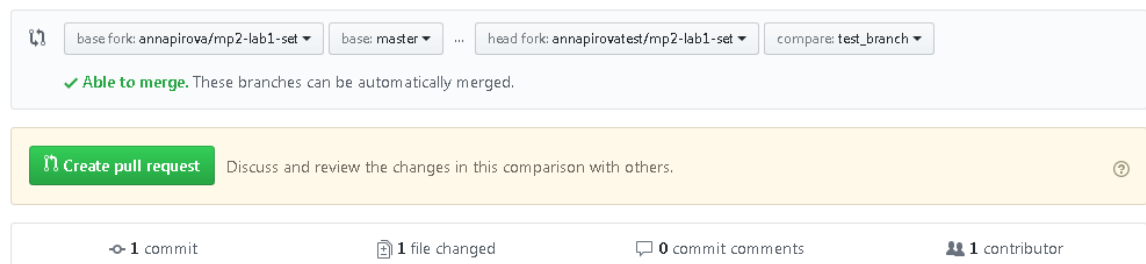 base fork: annapirova/mp2-lab1-set base: master ... head fork: annapirovatest/mp2-lab1-set compare: test_branch
Able to merge. These branches can be automatically merged.
Create pull request Discuss and review the changes in this comparison with others.
1 commit 1 file changed 0 commit comments 1 contributor